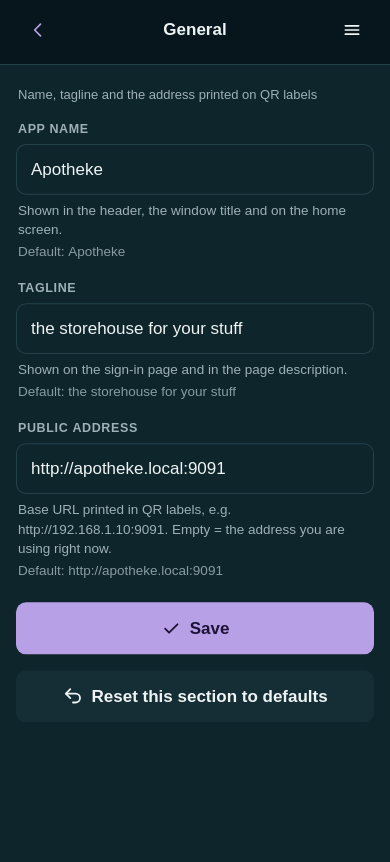 General
Name, tagline and the address printed on QR labels
APP NAME
Apotheke
Shown in the header, the window title and on the home
screen.
Default: Apotheke
TAGLINE
the storehouse for your stuff
Shown on the sign-in page and in the page description.
Default: the storehouse for your stuff
PUBLIC ADDRESS
http://apotheke.local:9091
Base URL printed in QR labels, e.g.
http://192.168.1.10:9091. Empty = the address you are
using right now.
Default: http://apotheke.local:9091
Save
Reset this section to defaults